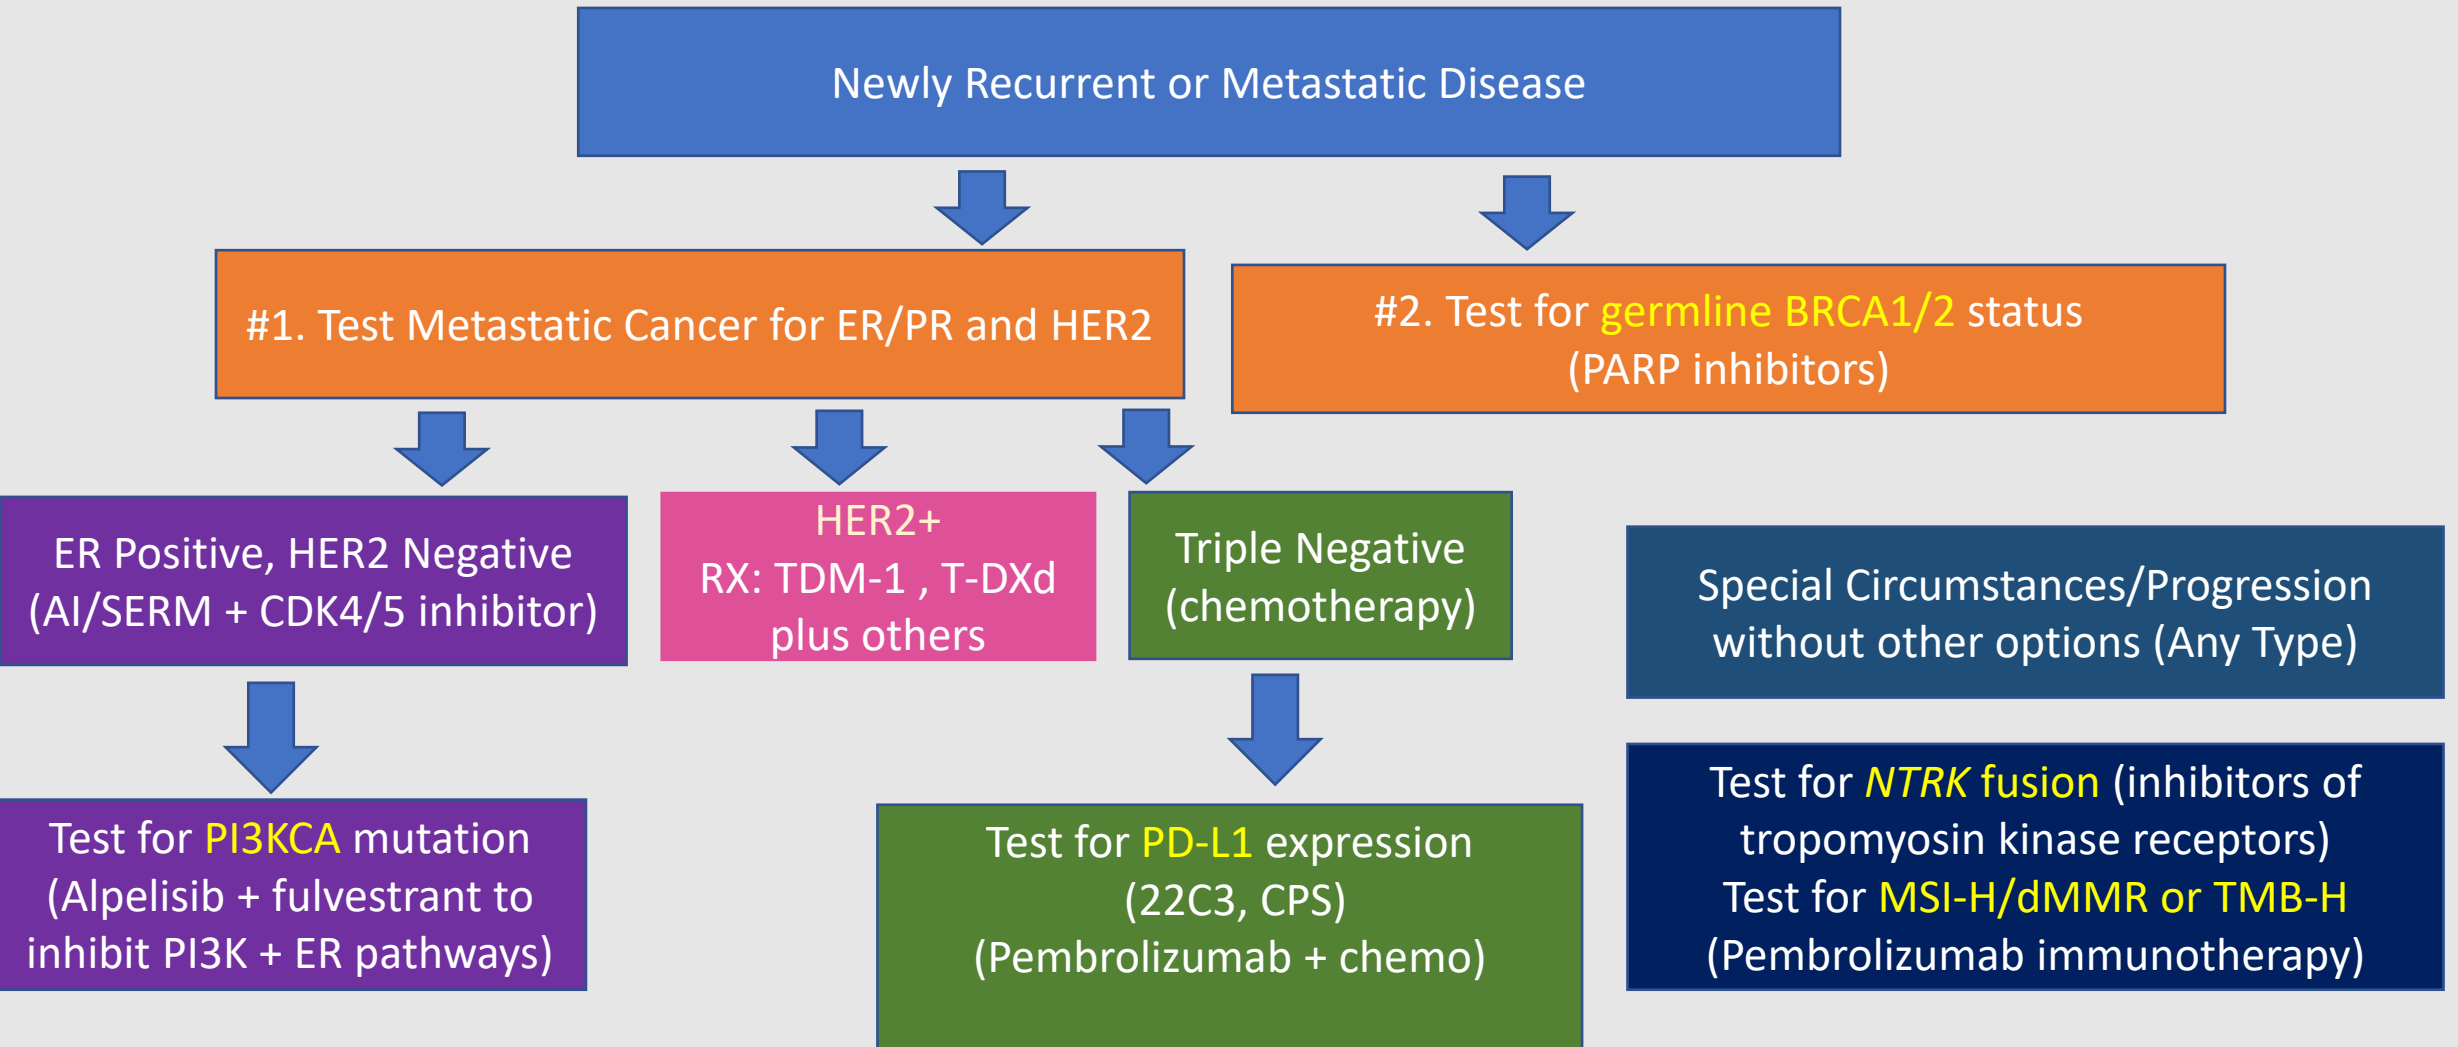 Newly Recurrent or Metastatic Disease
#1. Test Metastatic Cancer for ER/PR and HER2
#2. Test for germline BRCA1/2 status
(PARP inhibitors)
ER Positive, HER2 Negative
(AI/SERM + CDK4/5 inhibitor)
HER2+
RX: TDM-1 , T-DXd
plus others
Triple Negative
(chemotherapy)
Special Circumstances/Progression
without other options (Any Type)
Test for PI3KCA mutation
(Alpelisib + fulvestrant to
inhibit PI3K + ER pathways)
Test for PD-L1 expression
(22C3, CPS)
(Pembrolizumab + chemo)
Test for NTRK fusion (inhibitors of
tropomyosin kinase receptors)
Test for MSI-H/dMMR or TMB-H
(Pembrolizumab immunotherapy)